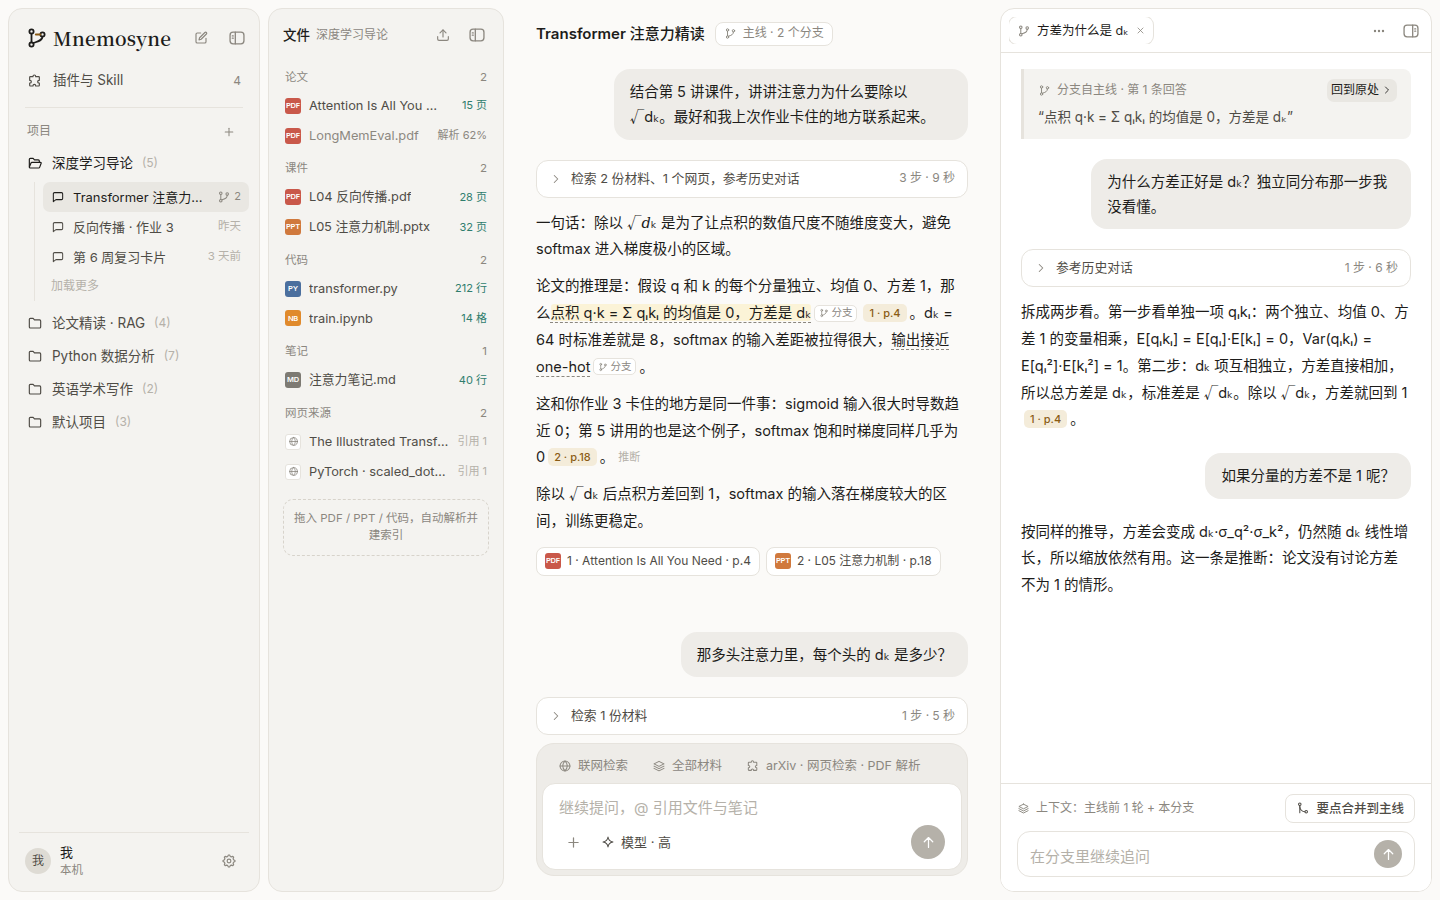 Mnemosyne
插件与 Skill 4
项目
深度学习导论 (5)
Transformer 注意力... 2
反向传播 · 作业 3 昨天
第 6 周复习卡片 3 天前
加载更多
论文精读 · RAG (4)
Python 数据分析 (7)
英语学术写作 (2)
默认项目 (3)
我 我
本机
文件 深度学习导论
论文 2
PDF Attention Is All You ... 15 页
PDF LongMemEval.pdf 解析 62%
课件 2
PDF L04 反向传播.pdf 28 页
PPT L05 注意力机制.pptx 32 页
代码 2
PY transformer.py 212 行
NB train.ipynb 14 格
笔记 1
MD 注意力笔记.md 40 行
网页来源 2
The Illustrated Transf... 引用 1
PyTorch · scaled_dot... 引用 1
拖入 PDF / PPT / 代码，自动解析并
建索引
Transformer 注意力精读 主线 · 2 个分支
结合第 5 讲课件，讲讲注意力为什么要除以
√dₖ。最好和我上次作业卡住的地方联系起来。
检索 2 份材料、1 个网页，参考历史对话 3 步 · 9 秒
一句话：除以 √dₖ 是为了让点积的数值尺度不随维度变大，避免
softmax 进入梯度极小的区域。
论文的推理是：假设 q 和 k 的每个分量独立、均值 0、方差 1，那
么点积 q·k = Σ qᵢkᵢ 的均值是 0，方差是 dₖ 分支 1 · p.4 。dₖ =
64 时标准差就是 8，softmax 的输入差距被拉得很大，输出接近
one-hot 分支 。
这和你作业 3 卡住的地方是同一件事：sigmoid 输入很大时导数趋
近 0；第 5 讲用的也是这个例子，softmax 饱和时梯度同样几乎为
0 2 · p.18 。 推断
除以 √dₖ 后点积方差回到 1，softmax 的输入落在梯度较大的区
间，训练更稳定。
PDF 1 · Attention Is All You Need · p.4 PPT 2 · L05 注意力机制 · p.18
那多头注意力里，每个头的 dₖ 是多少？
检索 1 份材料 1 步 · 5 秒
联网检索 全部材料 arXiv · 网页检索 · PDF 解析
继续提问，@ 引用文件与笔记
模型 · 高
方差为什么是 dₖ ×
分支自主线 · 第 1 条回答 回到原处
“点积 q·k = Σ qᵢkᵢ 的均值是 0，方差是 dₖ”
为什么方差正好是 dₖ？独立同分布那一步我
没看懂。
参考历史对话 1 步 · 6 秒
拆成两步看。第一步看单独一项 qᵢkᵢ：两个独立、均值 0、方
差 1 的变量相乘，E[qᵢkᵢ] = E[qᵢ]·E[kᵢ] = 0，Var(qᵢkᵢ) =
E[qᵢ²]·E[kᵢ²] = 1。第二步：dₖ 项互相独立，方差直接相加，
所以总方差是 dₖ，标准差是 √dₖ。除以 √dₖ，方差就回到 1
1 · p.4 。
如果分量的方差不是 1 呢？
按同样的推导，方差会变成 dₖ·σ_q²·σ_k²，仍然随 dₖ 线性增
长，所以缩放依然有用。这一条是推断：论文没有讨论方差
不为 1 的情形。
上下文：主线前 1 轮 + 本分支 要点合并到主线
在分支里继续追问